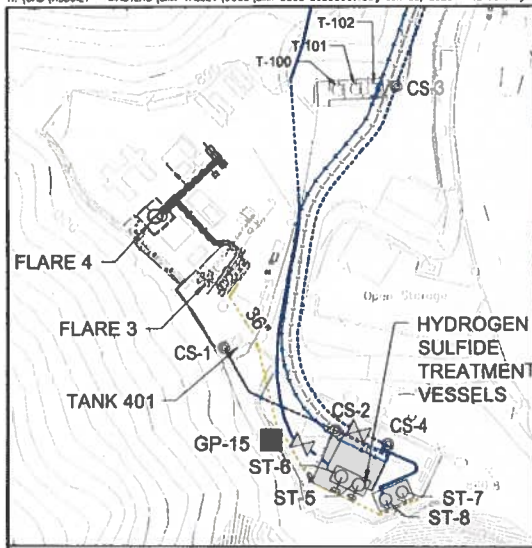 T-102
T-101
T-100
CS-3
FLARE 4
36"
Open Storage
FLARE 3
HYDROGEN
SULFIDE
TREATMENT
VESSELS
CS-1
TANK 401
CS-2
CS-4
GP-15
ST-6
ST-5
ST-7
ST-8